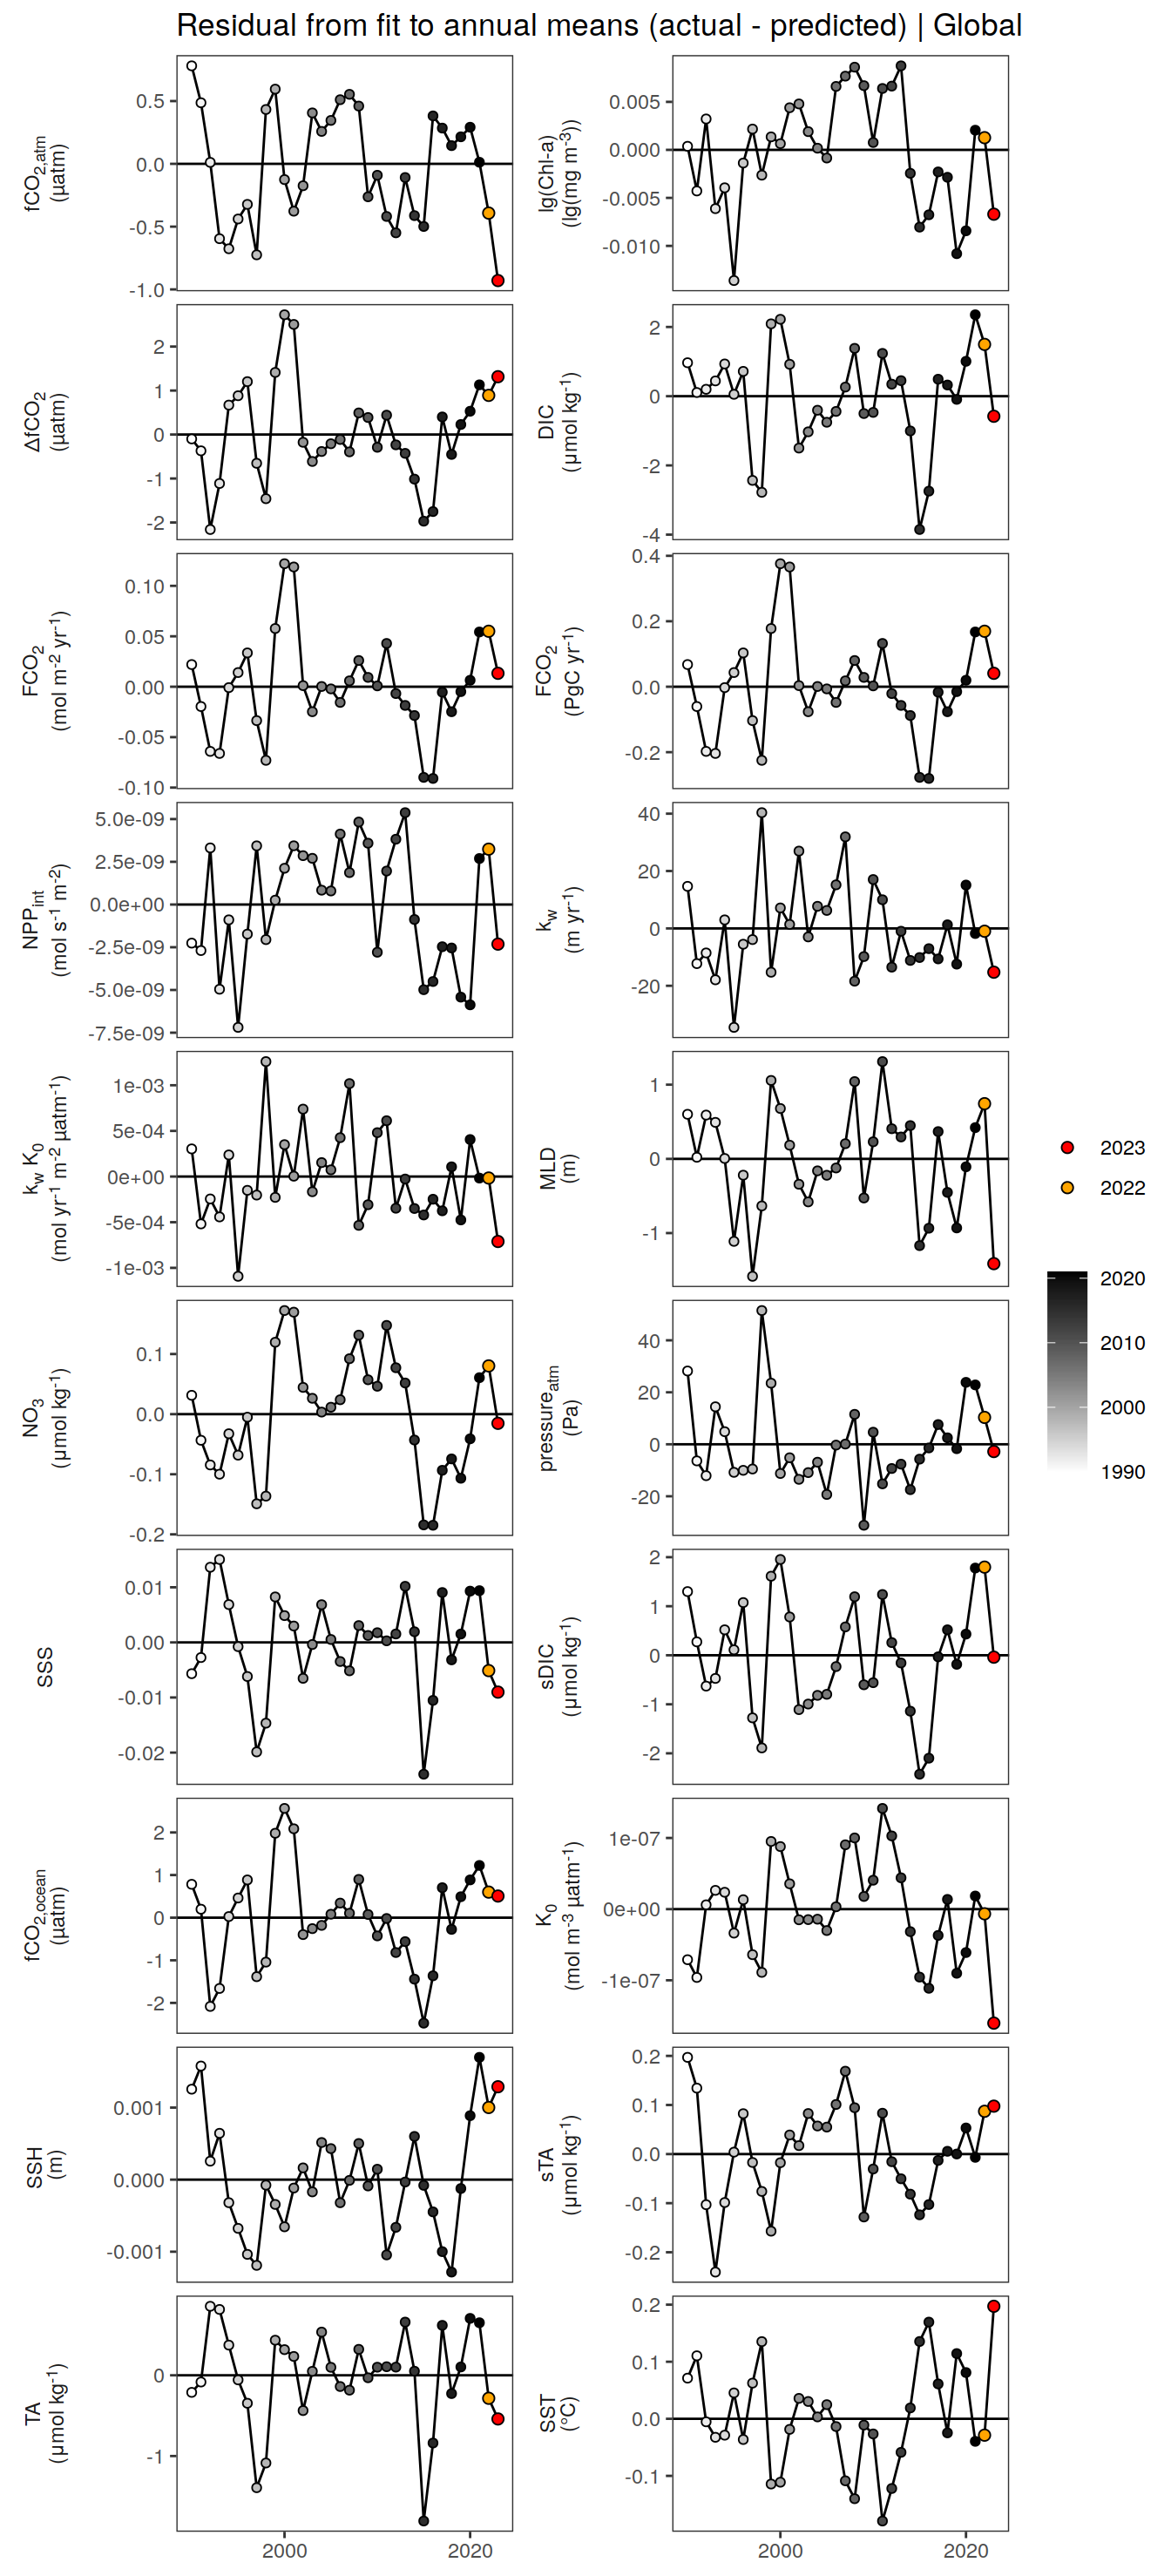 Residual from fit to annual means (actual - predicted) | Global
fCO2,atm
(µatm)
0.5
0.0
-0.5
-1.0
lg(Chl-a)
(lg(mg m-3))
0.005
0.000
-0.005
-0.010
ΔfCO2
(µatm)
2
1
0
-1
-2
DIC
(µmol kg-1)
2
0
-2
-4
FCO2
(mol m-2 yr-1)
0.10
0.05
0.00
-0.05
-0.10
FCO2
(PgC yr-1)
0.4
0.2
0.0
-0.2
NPPint
(mol s-1 m-2)
5.0e-09
2.5e-09
0.0e+00
-2.5e-09
-5.0e-09
-7.5e-09
kw
(m yr-1)
40
20
0
-20
kw K0
(mol yr-1 m-2 µatm-1)
1e-03
5e-04
0e+00
-5e-04
-1e-03
MLD
(m)
1
0
-1
NO3
(µmol kg-1)
0.1
0.0
-0.1
-0.2
pressureatm
(Pa)
40
20
0
-20
SSS
0.01
0.00
-0.01
-0.02
sDIC
(µmol kg-1)
2
1
0
-1
-2
fCO2,ocean
(µatm)
2
1
0
-1
-2
K0
(mol m-3 µatm-1)
1e-07
0e+00
-1e-07
SSH
(m)
0.001
0.000
-0.001
sTA
(µmol kg-1)
0.2
0.1
0.0
-0.1
-0.2
TA
(µmol kg-1)
0
-1
SST
(°C)
0.2
0.1
0.0
-0.1
2000
2020
2000
2020
2023
2022
2020
2010
2000
1990